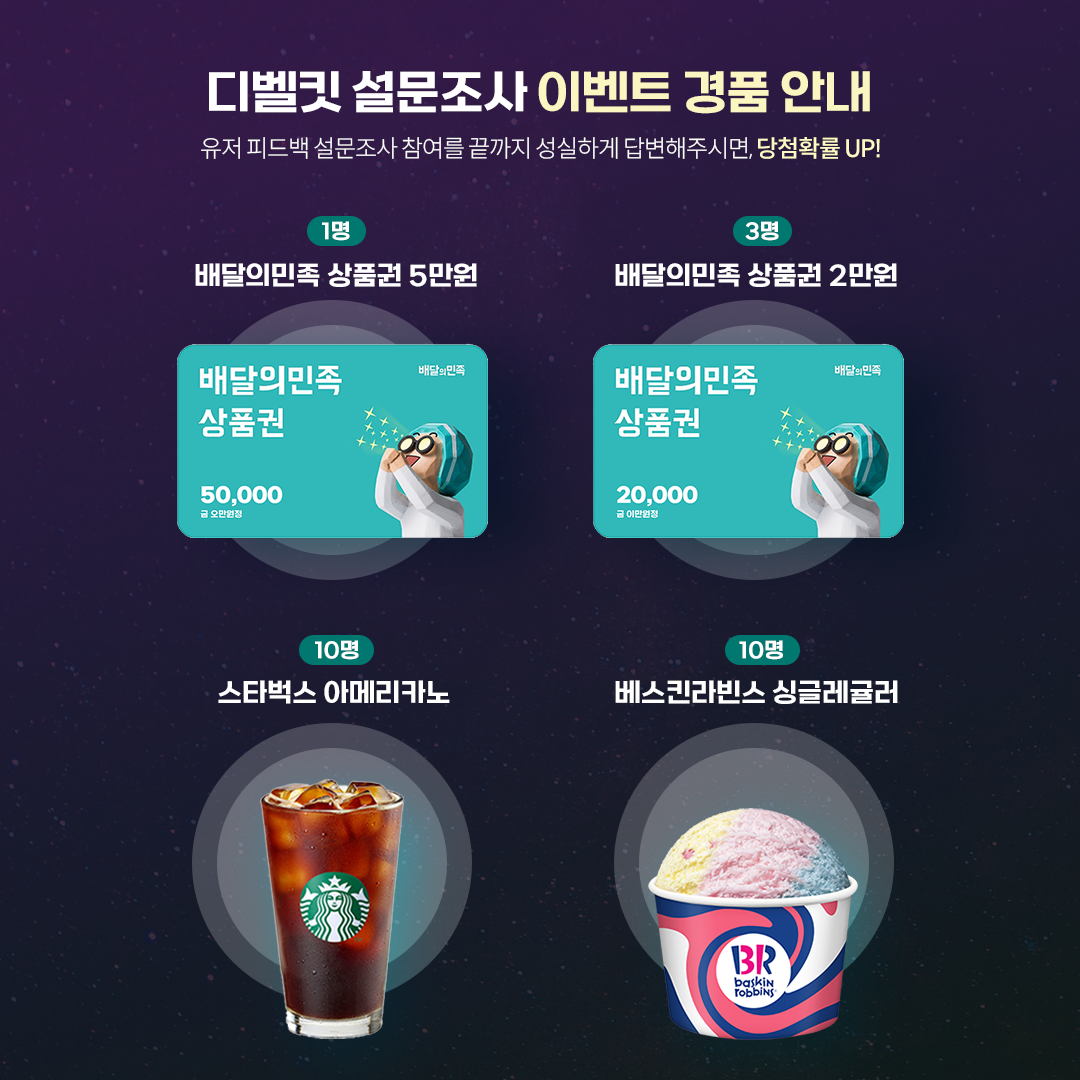 디벨킷 설문조사 이벤트 경품 안내
유저 피드백 설문조사 참여를 끝까지 성실하게 답변해주시면, 당첨확률 UP!
1명
배달의민족 상품권 5만원
배달의민족
상품권
배달의민족
50,000
금 오만원정
3명
배달의민족 상품권 2만원
배달의민족
상품권
배달의민족
20,000
금 이만원정
10명
스타벅스 아메리카노
10명
베스킨라빈스 싱글레귤러
BR
baskin
robbins